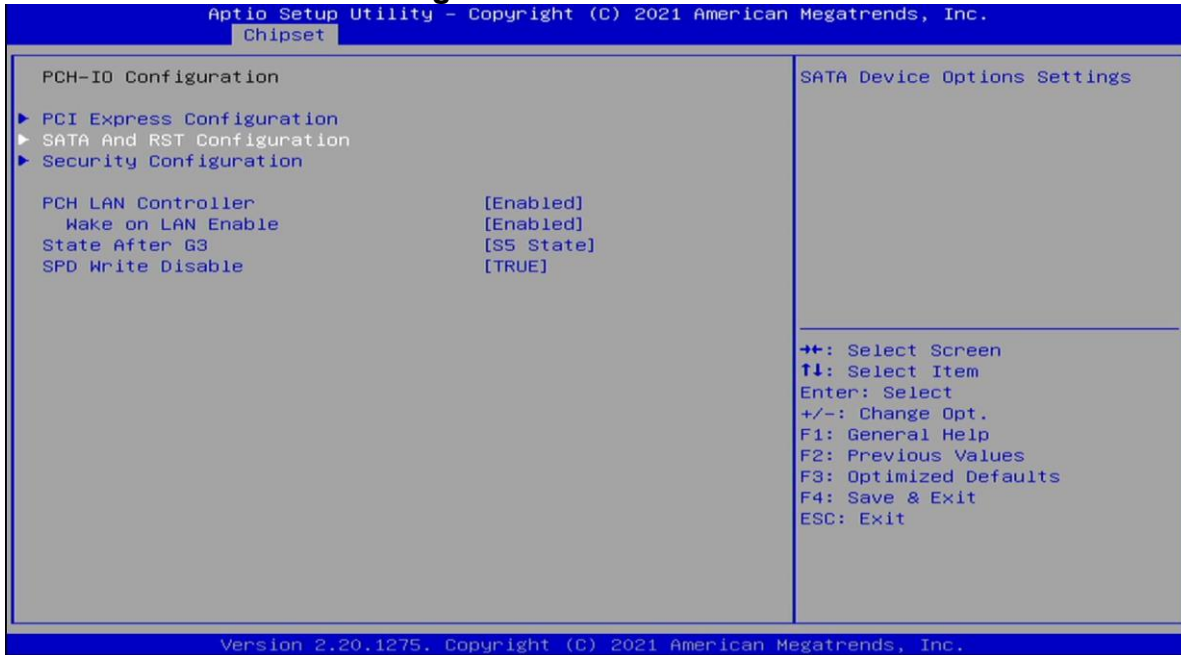 Aptio Setup Utility – Copyright (C) 2021 American Megatrends, Inc.
Chipset
PCH-IO Configuration
▶ PCI Express Configuration
▶ SATA And RST Configuration
▶ Security Configuration
PCH LAN Controller [Enabled]
Wake on LAN Enable [Enabled]
State After G3 [S5 State]
SPD Write Disable [TRUE]
SATA Device Options Settings
→←: Select Screen
↑↓: Select Item
Enter: Select
+/-: Change Opt.
F1: General Help
F2: Previous Values
F3: Optimized Defaults
F4: Save & Exit
ESC: Exit
Version 2.20.1275. Copyright (C) 2021 American Megatrends, Inc.